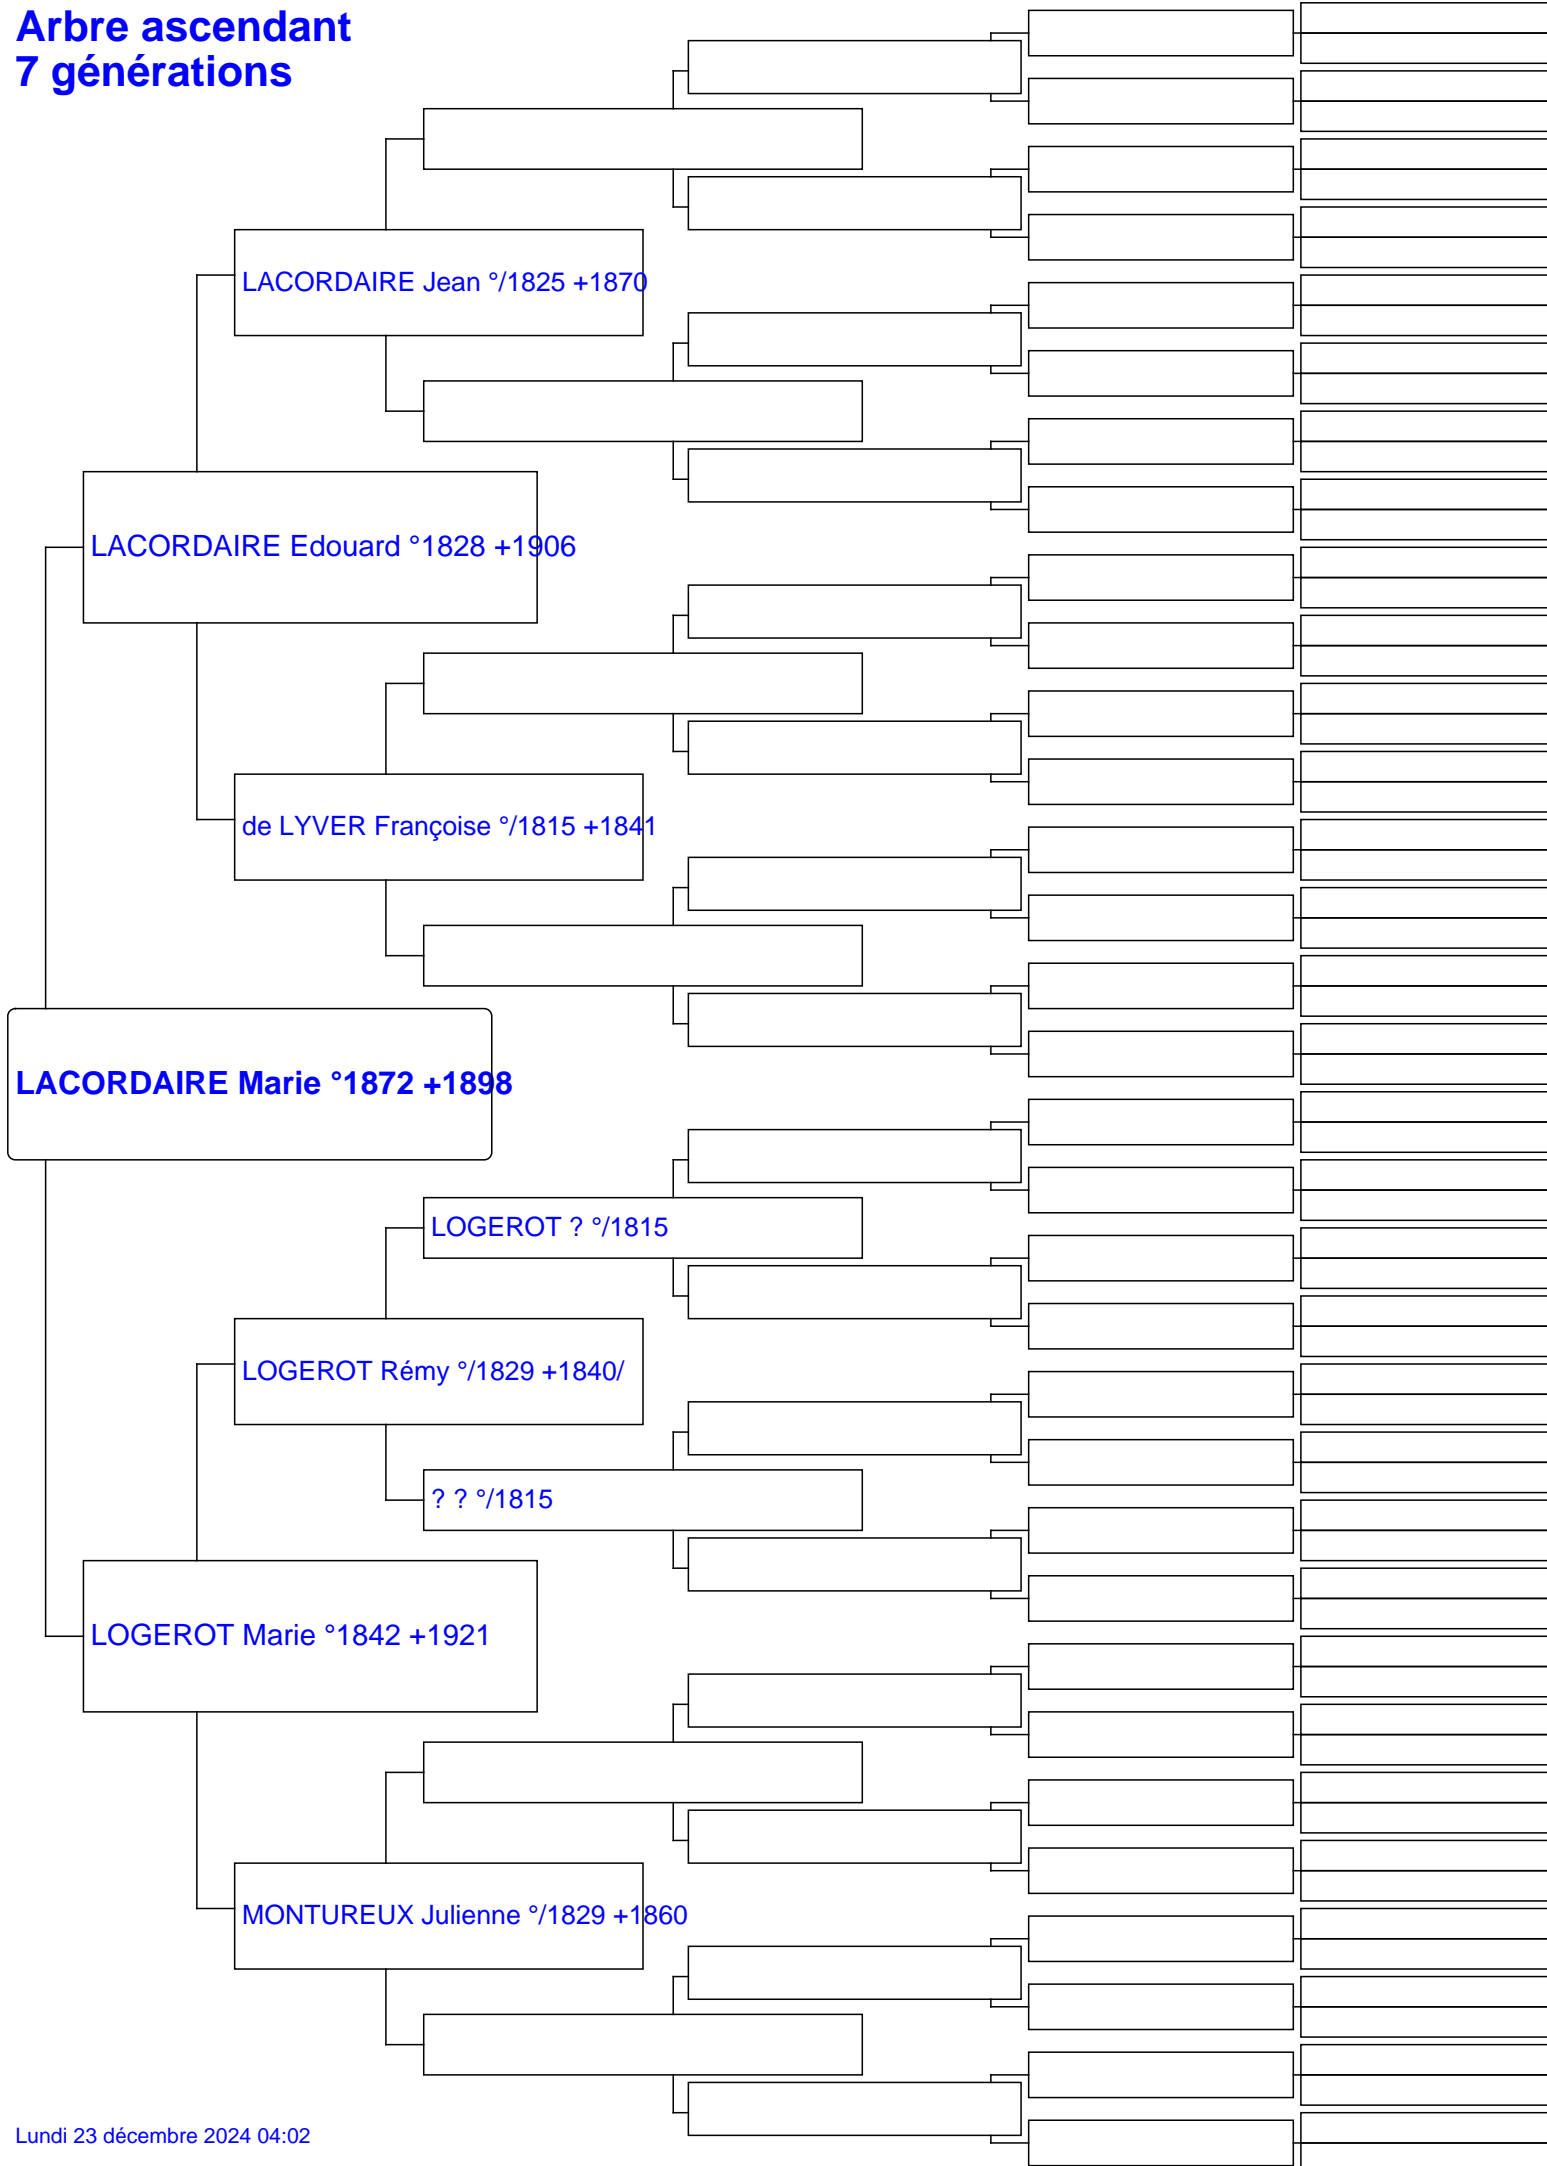 Arbre ascendant
7 générations
LACORDAIRE Jean °/1825 +1870
LACORDAIRE Edouard °1828 +1906
de LYVER Françoise °/1815 +1841
LACORDAIRE Marie °1872 +1898
LOGEROT ? °/1815
LOGEROT Rémy °/1829 +1840/
? ? °/1815
LOGEROT Marie °1842 +1921
MONTUREUX Julienne °/1829 +1860
Lundi 23 décembre 2024 04:02